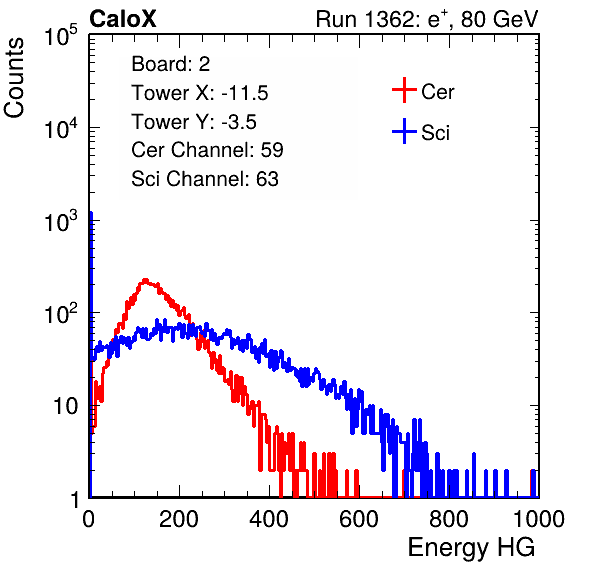 CaloX Run 1362: e⁺, 80 GeV
Counts
Board: 2
Tower X: -11.5
Tower Y: -3.5
Cer Channel: 59
Sci Channel: 63
Cer
Sci
10⁵
10⁴
10³
10²
10
1
0 200 400 600 800 1000
Energy HG